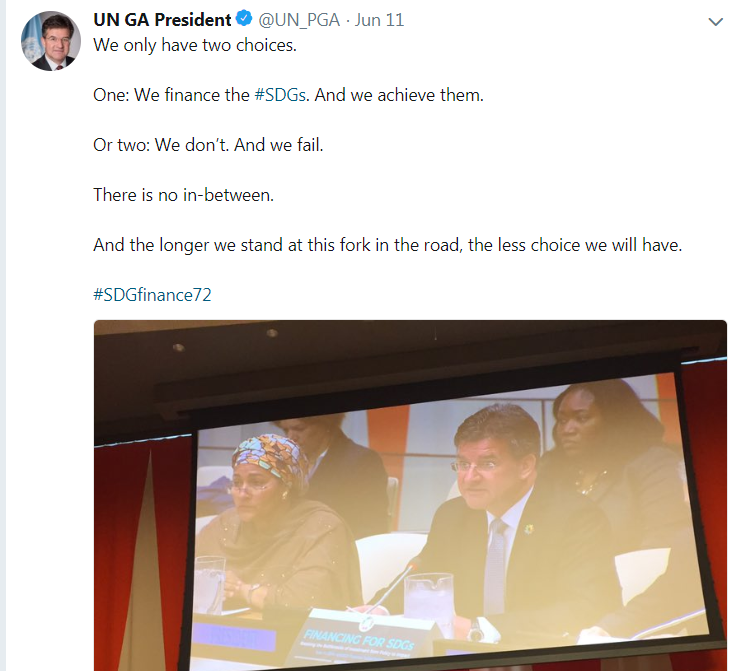 UN GA President @UN_PGA · Jun 11
We only have two choices.
One: We finance the #SDGs. And we achieve them.
Or two: We don't. And we fail.
There is no in-between.
And the longer we stand at this fork in the road, the less choice we will have.
#SDGfinance72
FINANCING FOR SDGs